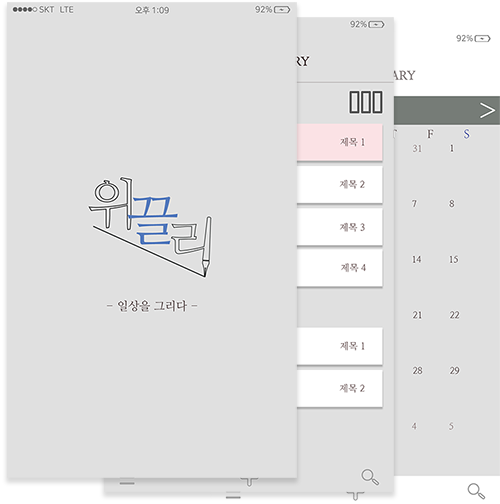 SKT LTE 오후 1:09 92%
위끌리
- 일상을 그리다 -
92%
RY
제목 1
제목 2
제목 3
제목 4
제목 1
제목 2
92%
ARY
>
T F S
31 1
7 8
14 15
21 22
28 29
4 5